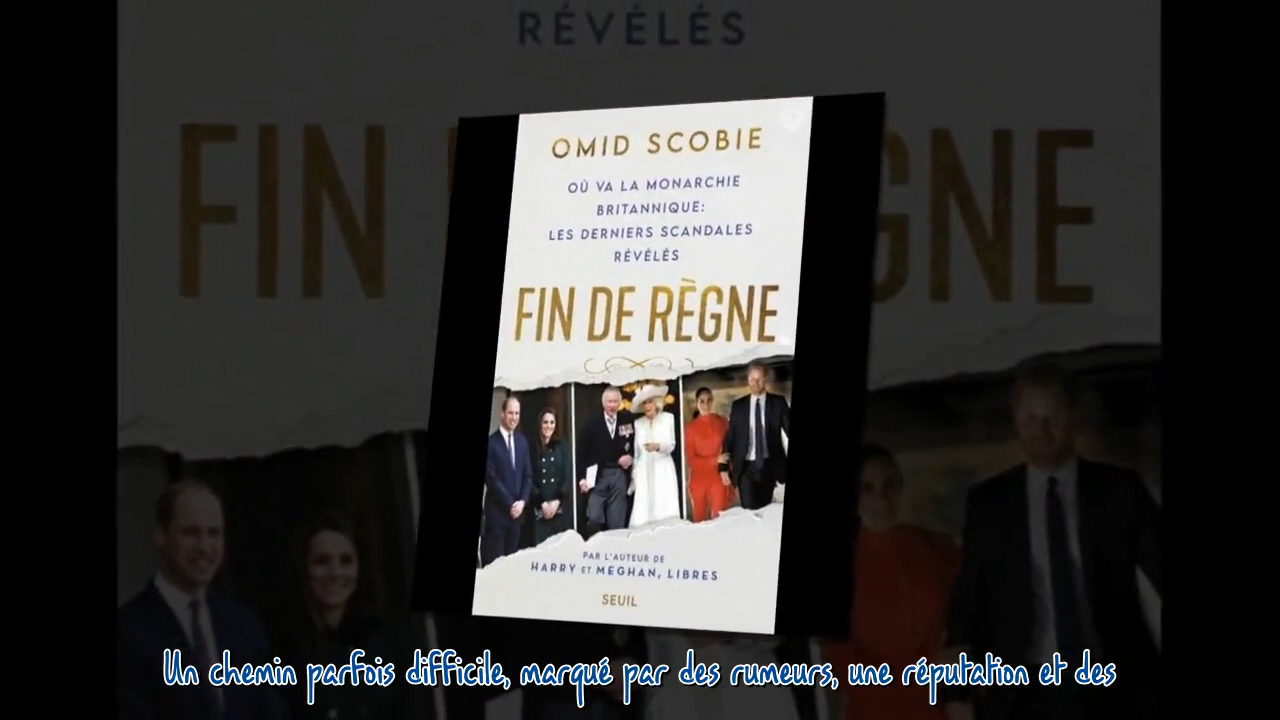 RÉVÉLÉS
FIN
GNE
OMID SCOBIE
OÙ VA LA MONARCHIE
BRITANNIQUE:
LES DERNIERS SCANDALES
RÉVÉLÉS
FIN DE RÈGNE
PAR L'AUTEUR DE
HARRY ET MEGHAN, LIBRES
SEUIL
Un chemin parfois difficile, marqué par des rumeurs, une réputation et des